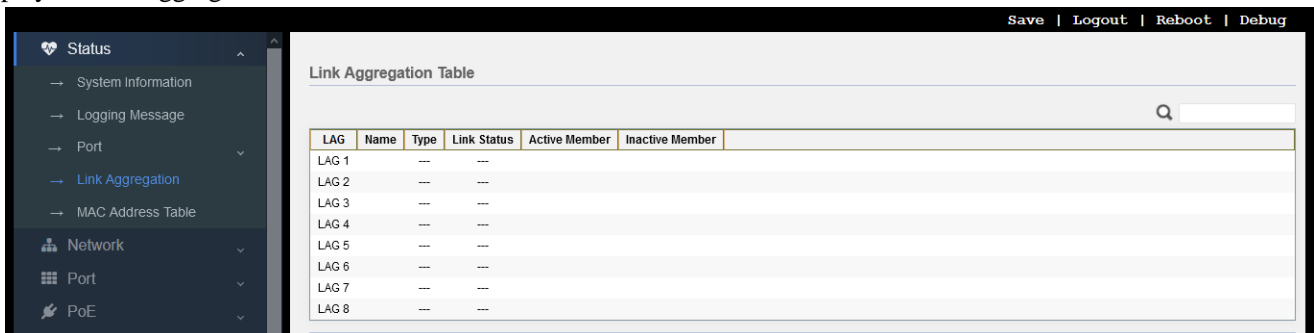 Save | Logout | Reboot | Debug
Status
→ System Information
→ Logging Message
→ Port
→ Link Aggregation
→ MAC Address Table
Network
Port
PoE
Link Aggregation Table
LAG Name Type Link Status Active Member Inactive Member
LAG 1 --- ---
LAG 2 --- ---
LAG 3 --- ---
LAG 4 --- ---
LAG 5 --- ---
LAG 6 --- ---
LAG 7 --- ---
LAG 8 --- ---